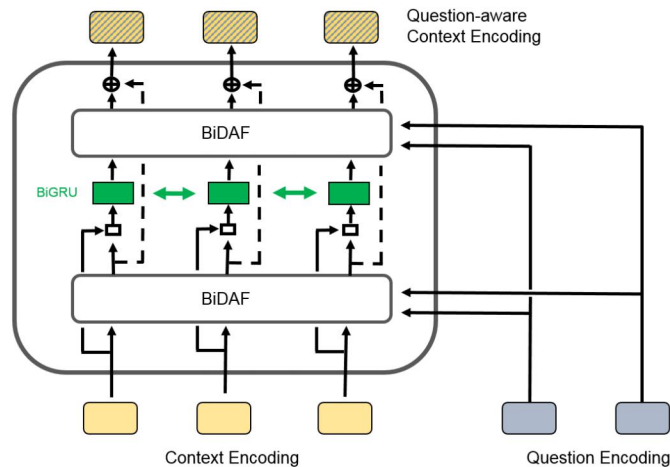 Question-aware
Context Encoding
BiDAF
BiGRU
BiDAF
Context Encoding
Question Encoding